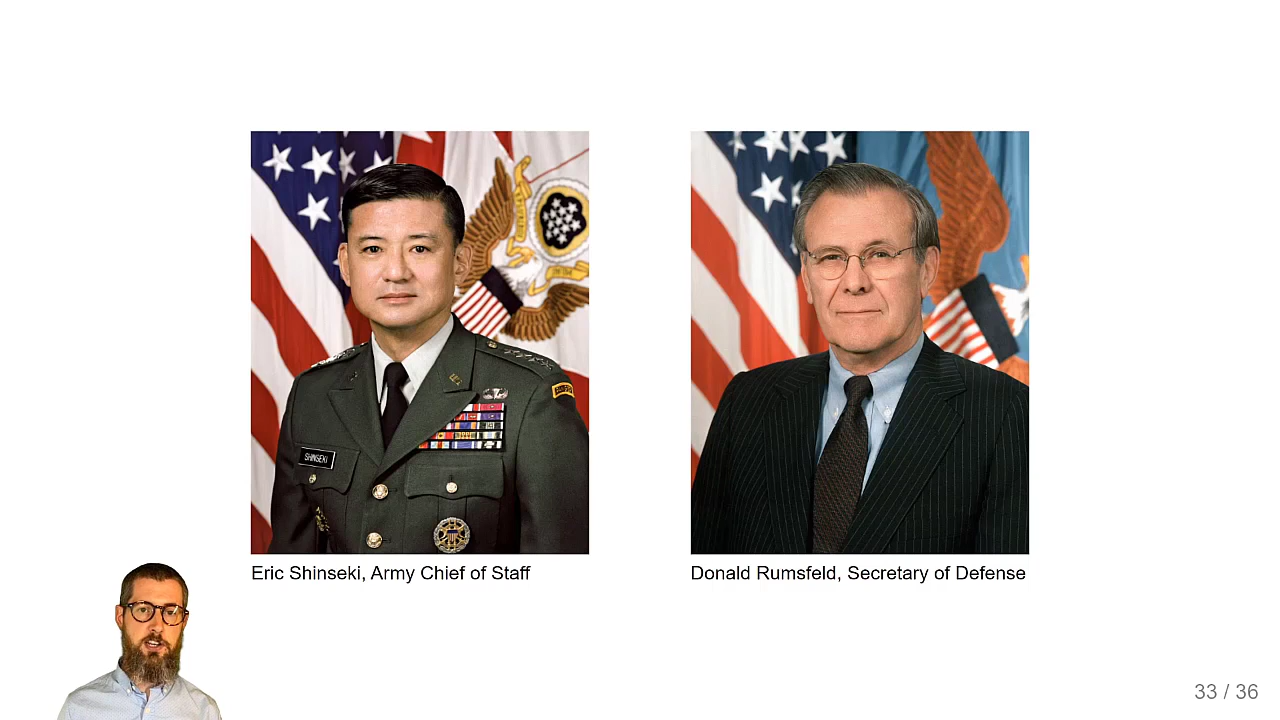 SHINSEKI
Eric Shinseki, Army Chief of Staff
Donald Rumsfeld, Secretary of Defense
33 / 36